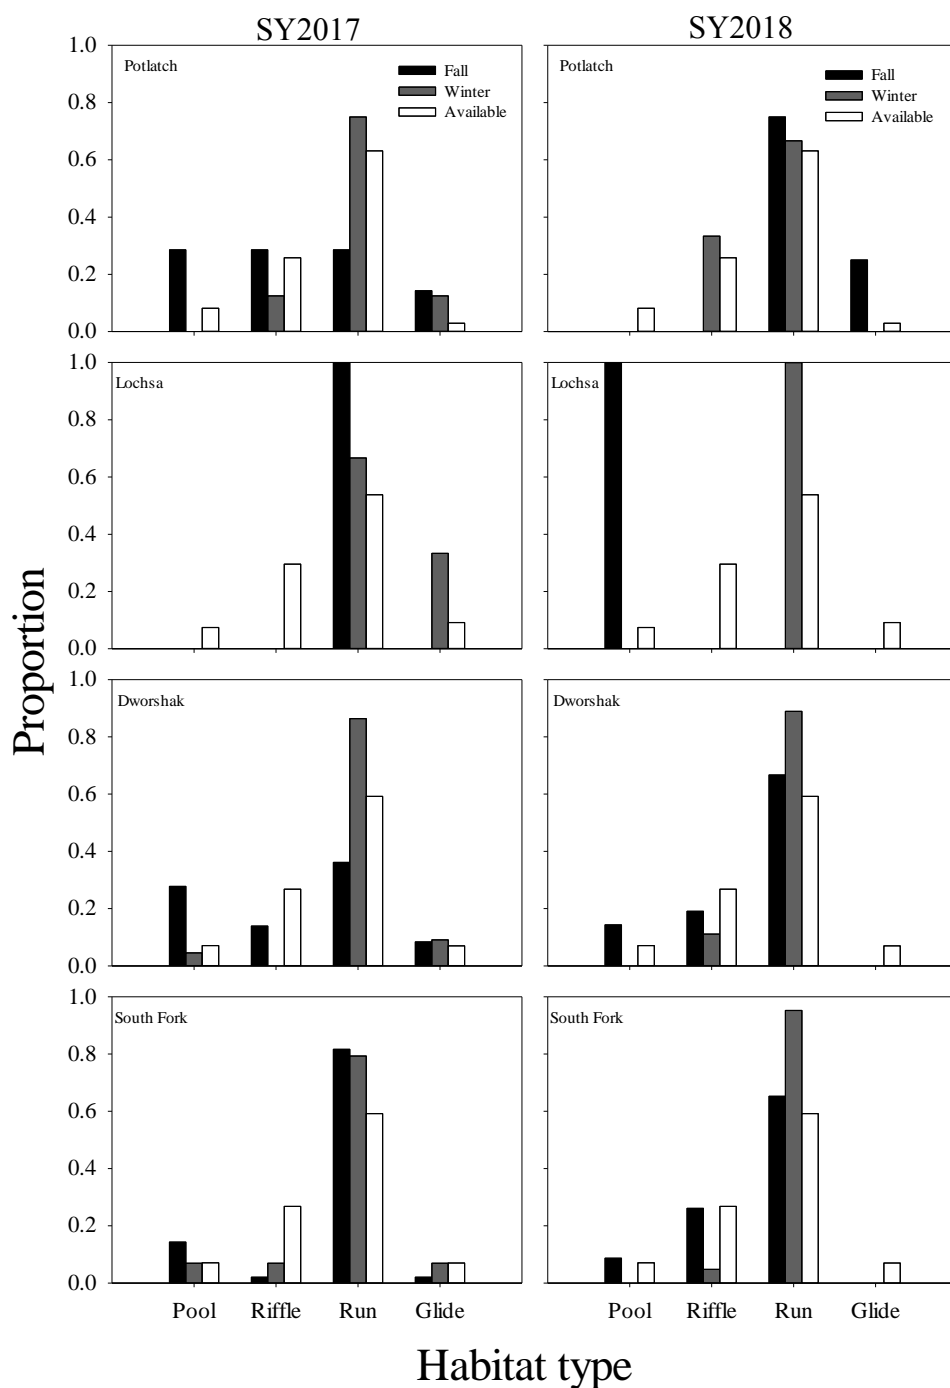 SY2017
SY2018
1.0
0.8
0.6
0.4
0.2
0.0
Potlatch
Fall
Winter
Available
Potlatch
Fall
Winter
Available
1.0
0.8
0.6
0.4
0.2
0.0
Lochsa
Lochsa
Proportion
1.0
0.8
0.6
0.4
0.2
0.0
Dworshak
Dworshak
1.0
0.8
0.6
0.4
0.2
0.0
South Fork
South Fork
Pool Riffle Run Glide
Pool Riffle Run Glide
Habitat type